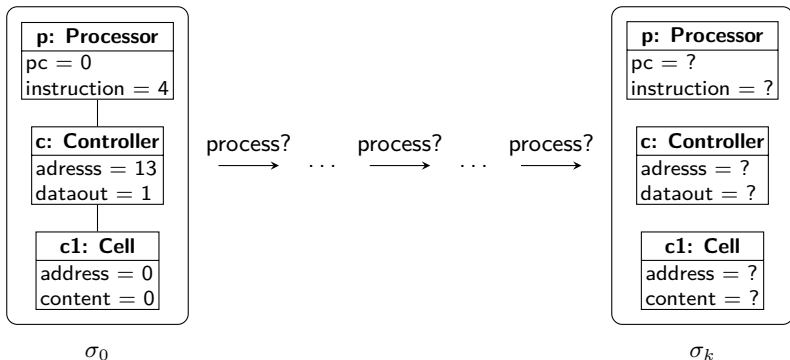 p: Processor
pc = 0
instruction = 4
c: Controller
adresss = 13
dataout = 1
c1: Cell
address = 0
content = 0
σ0
process? ... process? ... process?
p: Processor
pc = ?
instruction = ?
c: Controller
adresss = ?
dataout = ?
c1: Cell
address = ?
content = ?
σk